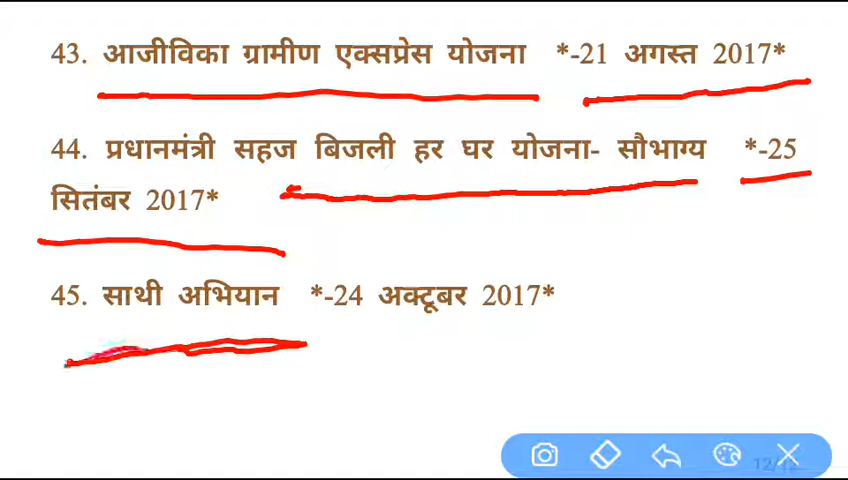 43. आजीविका ग्रामीण एक्सप्रेस योजना *-21 अगस्त 2017*
44. प्रधानमंत्री सहज बिजली हर घर योजना- सौभाग्य *-25
सितंबर 2017*
45. साथी अभियान *-24 अक्टूबर 2017*